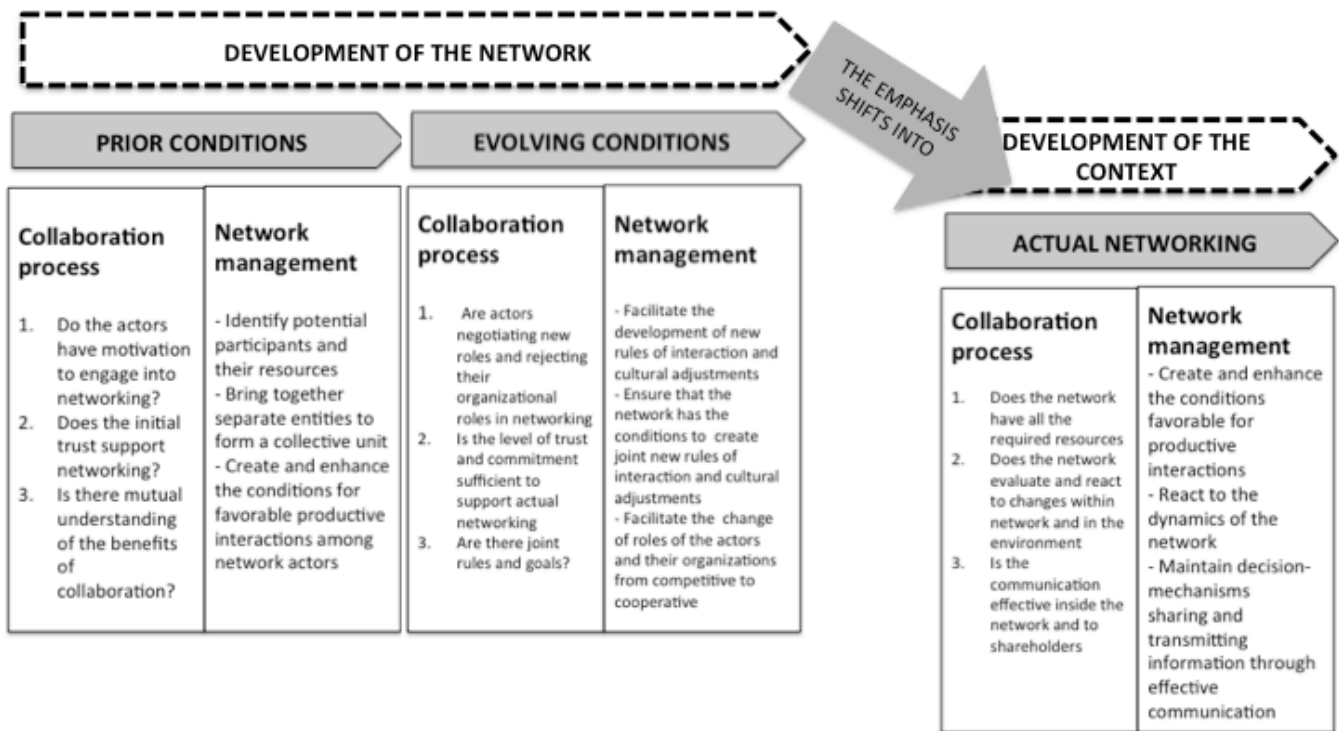 DEVELOPMENT OF THE NETWORK
THE EMPHASIS
SHIFTS INTO
DEVELOPMENT OF THE
CONTEXT
PRIOR CONDITIONS
EVOLVING CONDITIONS
ACTUAL NETWORKING
Collaboration
process
1. Do the actors
have motivation
to engage into
networking?
2. Does the initial
trust support
networking?
3. Is there mutual
understanding
of the benefits
of
collaboration?
Network
management
- Identify potential
participants and
their resources
- Bring together
separate entities to
form a collective unit
- Create and enhance
the conditions for
favorable productive
interactions among
network actors
Collaboration
process
1. Are actors
negotiating new
roles and rejecting
their
organizational
roles in networking
2. Is the level of trust
and commitment
sufficient to
support actual
networking
3. Are there joint
rules and goals?
Network
management
- Facilitate the
development of new
rules of interaction and
cultural adjustments
- Ensure that the
network has the
conditions to create
joint new rules of
interaction and cultural
adjustments
- Facilitate the change
of roles of the actors
and their organizations
from competitive to
cooperative
Collaboration
process
1. Does the network
have all the
required resources
2. Does the network
evaluate and react
to changes within
network and in the
environment
3. Is the
communication
effective inside the
network and to
shareholders
Network
management
- Create and enhance
the conditions
favorable for
productive
interactions
- React to the
dynamics of the
network
- Maintain decision-
mechanisms
sharing and
transmitting
information through
effective
communication